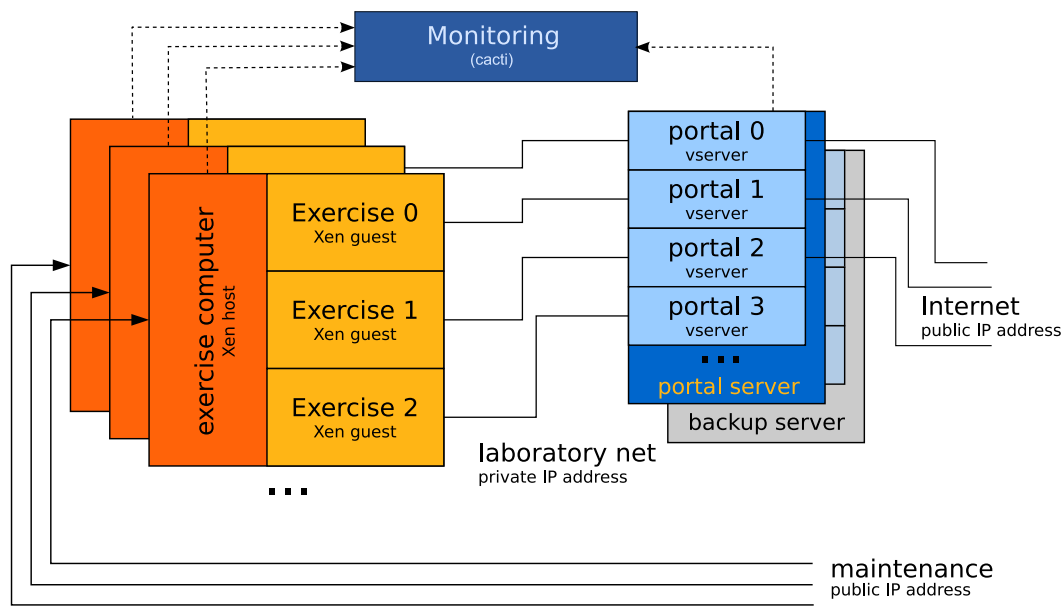 Monitoring
(cacti)
portal 0
vserver
portal 1
vserver
portal 2
vserver
portal 3
vserver
...
portal server
backup server
exercise computer
Xen host
Exercise 0
Xen guest
Exercise 1
Xen guest
Exercise 2
Xen guest
...
laboratory net
private IP address
Internet
public IP address
maintenance
public IP address